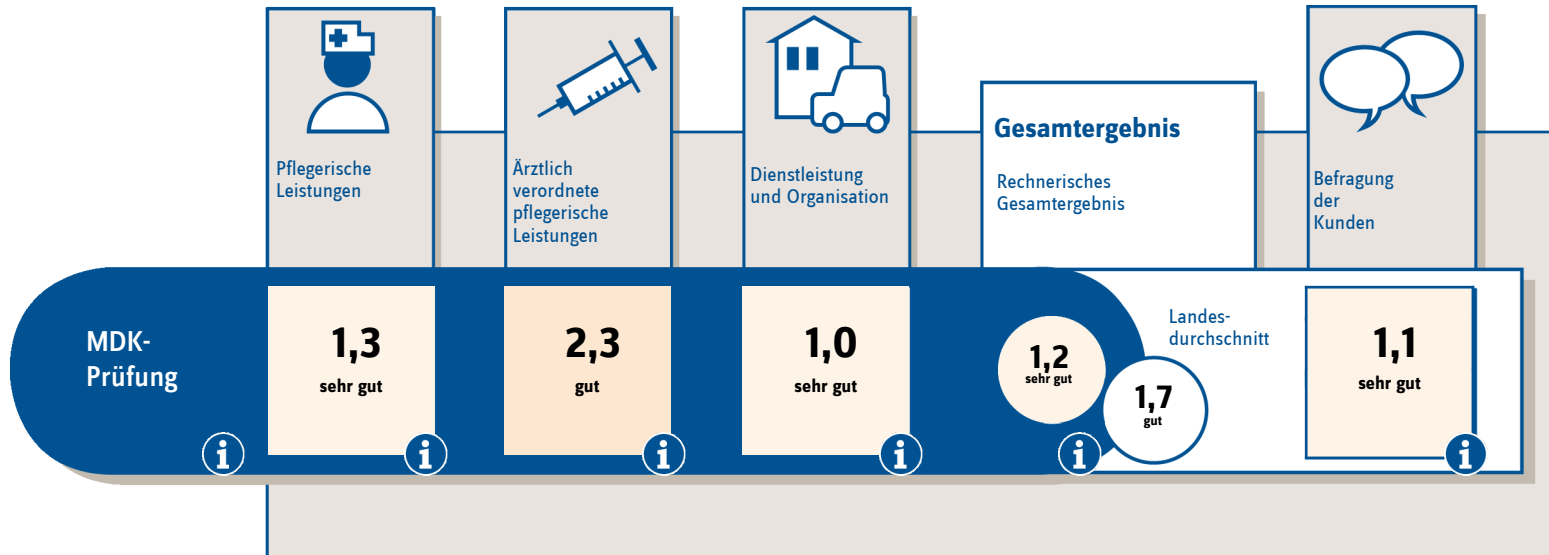 Pflegerische
Leistungen
Ärztlich
verordnete
pflegerische
Leistungen
Dienstleistung
und Organisation
Gesamtergebnis
Rechnerisches
Gesamtergebnis
Befragung
der
Kunden
MDK-
Prüfung
1,3
sehr gut
2,3
gut
1,0
sehr gut
1,2
sehr gut
Landes-
durchschnitt
1,7
gut
1,1
sehr gut
i
i
i
i
i
i